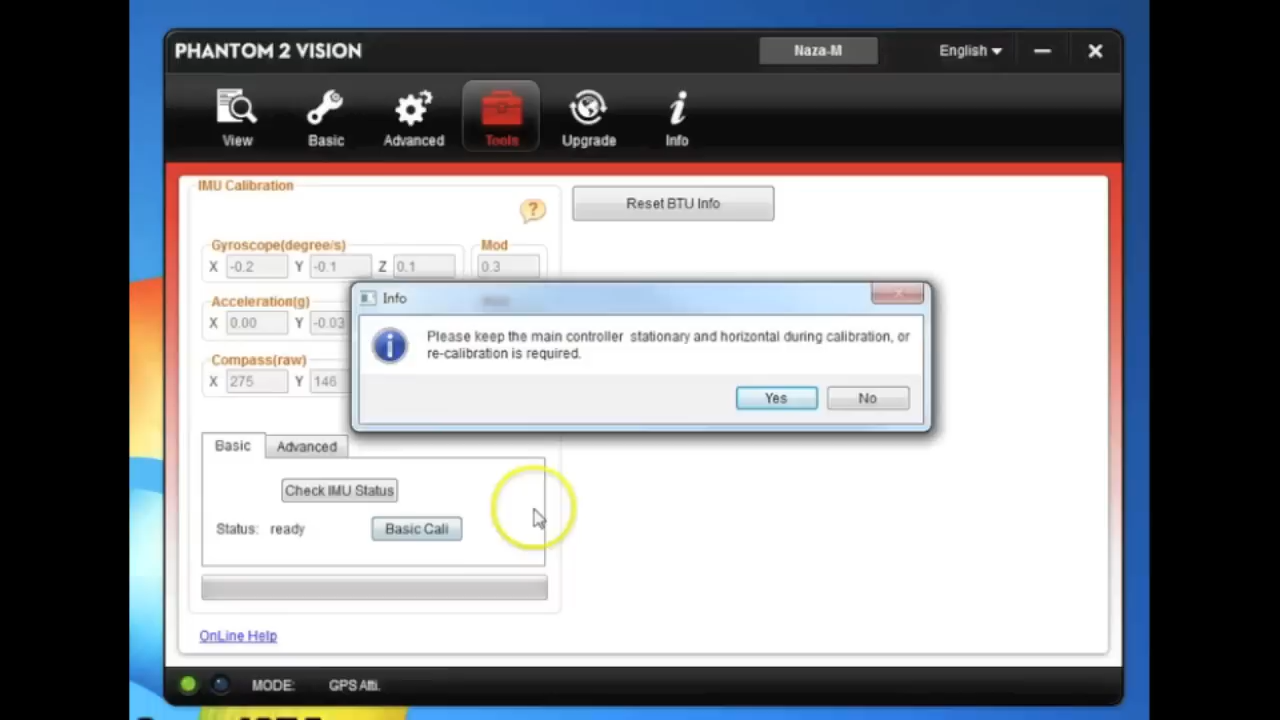 PHANTOM 2 VISION
Naza-M
English
View
Basic
Advanced
Tools
Upgrade
Info
IMU Calibration
?
Reset BTU Info
Gyroscope(degree/s)
Mod
X -0.2 Y -0.1 Z 0.1 0.3
Acceleration(g)
X 0.00 Y -0.03
Compass(raw)
X 275 Y 146
Info
Please keep the main controller stationary and horizontal during calibration, or
re-calibration is required.
Yes
No
Basic
Advanced
Check IMU Status
Status: ready
Basic Cali
OnLine Help
MODE: GPS Atti.